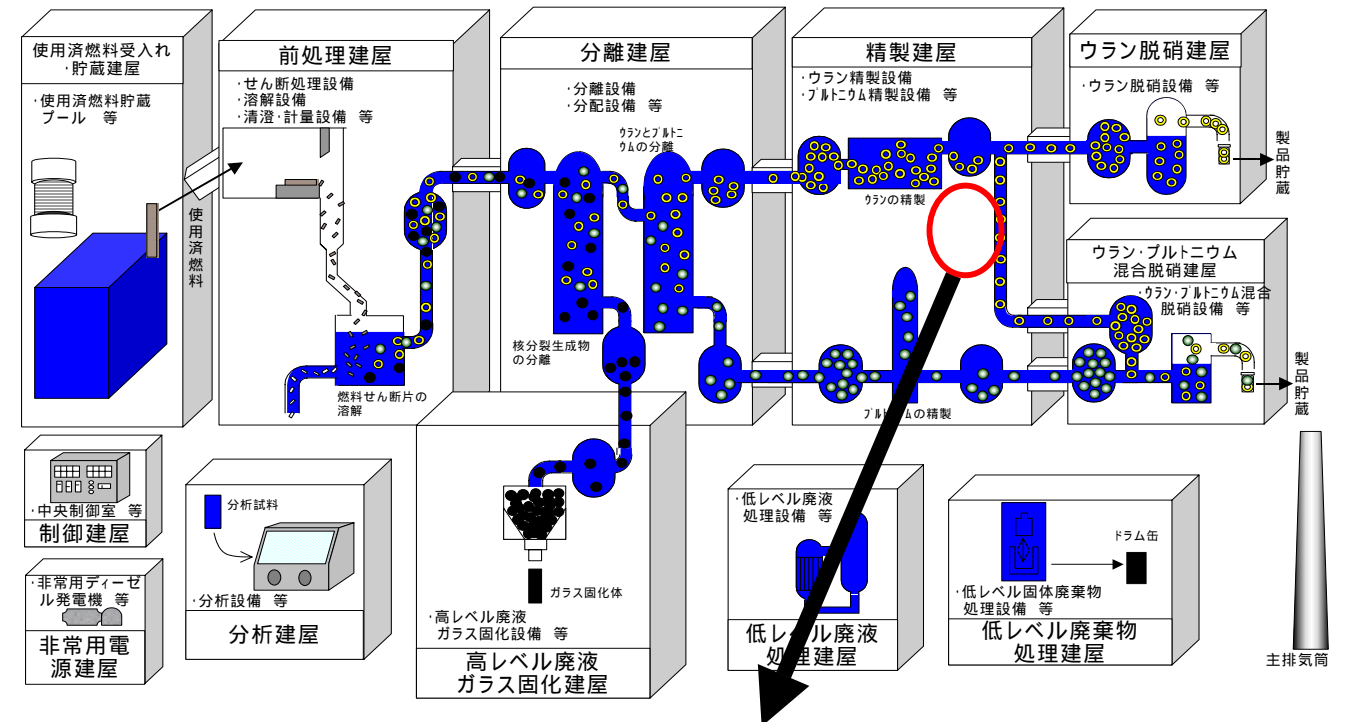 使用済燃料受入れ
・貯蔵建屋
・使用済燃料貯蔵
プール 等
使用済燃料
前処理建屋
・せん断処理設備
・溶解設備
・清澄・計量設備 等
燃料せん断片の
溶解
分離建屋
・分離設備
・分配設備 等
ウランとプルトニ
ウムの分離
核分裂生成物
の分離
精製建屋
・ウラン精製設備
・プルトニウム精製設備 等
ウランの精製
プルトニウムの精製
ウラン脱硝建屋
・ウラン脱硝設備 等
製品貯蔵
ウラン・プルトニウム
混合脱硝建屋
・ウラン・プルトニウム混合
脱硝設備 等
製品貯蔵
・中央制御室 等
制御建屋
・非常用ディーゼ
ル発電機 等
非常用電
源建屋
分析試料
・分析設備 等
分析建屋
ガラス固化体
・高レベル廃液
ガラス固化設備 等
高レベル廃液
ガラス固化建屋
・低レベル廃液
処理設備 等
低レベル廃液
処理建屋
ドラム缶
・低レベル固体廃棄物
処理設備 等
低レベル廃棄物
処理建屋
主排気筒